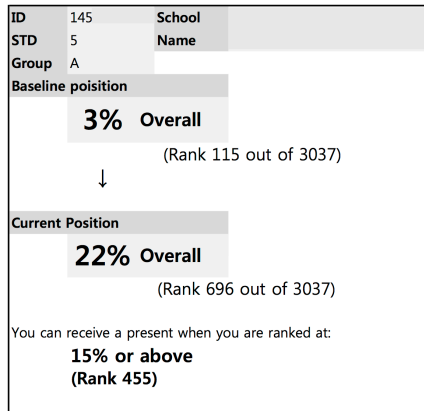 ID 145 School
STD 5 Name
Group A
Baseline poisition
3% Overall
(Rank 115 out of 3037)
↓
Current Position
22% Overall
(Rank 696 out of 3037)
You can receive a present when you are ranked at:
15% or above
(Rank 455)